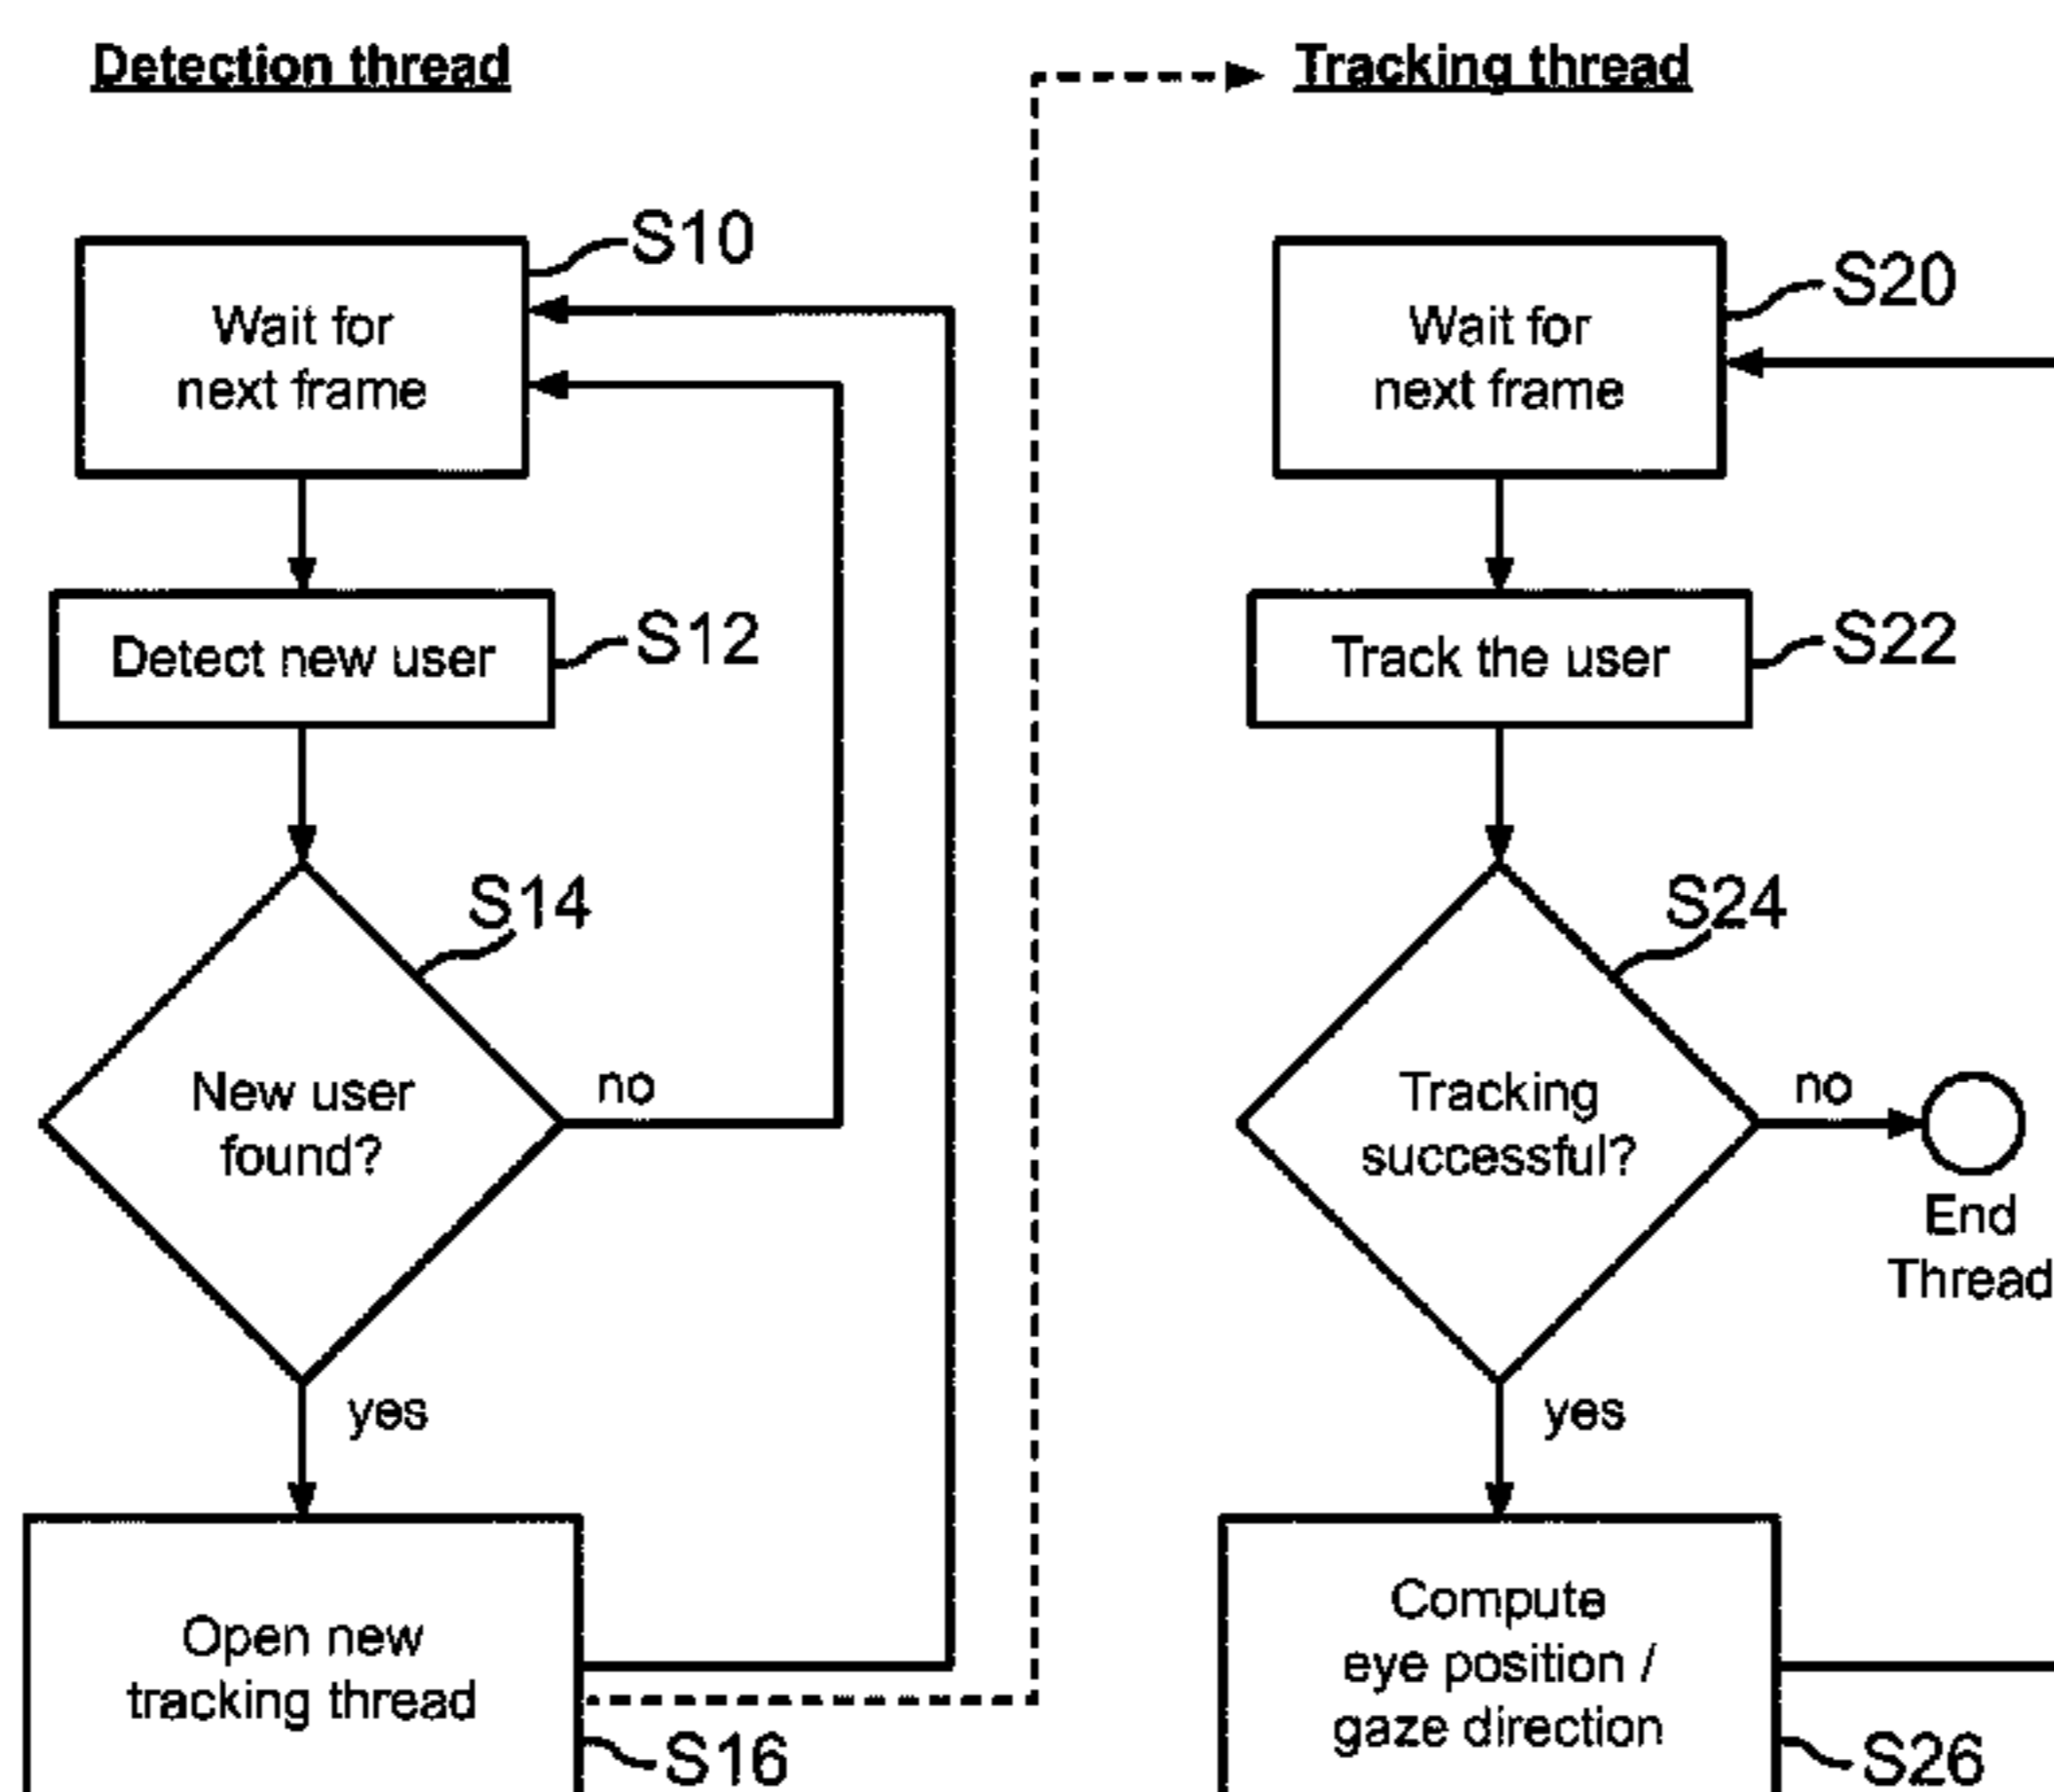 Detection thread
S10
Wait for
next frame
Detect new user
S12
S14
New user
found?
no
yes
Open new
tracking thread
S16
Tracking thread
S20
Wait for
next frame
Track the user
S22
S24
Tracking
successful?
no
End
Thread
yes
Compute
eye position /
gaze direction
S26